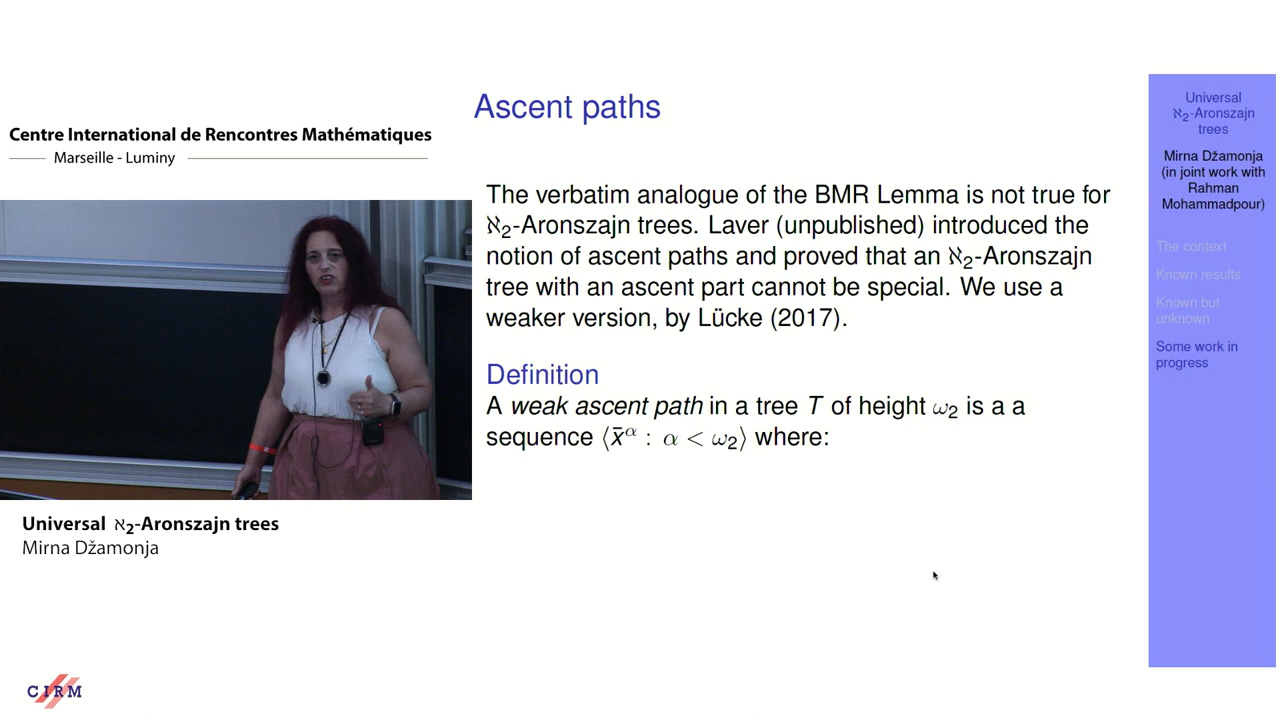 Centre International de Rencontres Mathématiques
Marseille - Luminy
Ascent paths
The verbatim analogue of the BMR Lemma is not true for
ℵ₂-Aronszajn trees. Laver (unpublished) introduced the
notion of ascent paths and proved that an ℵ₂-Aronszajn
tree with an ascent part cannot be special. We use a
weaker version, by Lücke (2017).
Definition
A weak ascent path in a tree T of height ω₂ is a a
sequence ⟨x̄^α : α < ω₂⟩ where:
Universal ℵ₂-Aronszajn trees
Mirna Džamonja
CIRM
Universal
ℵ₂-Aronszajn
trees
Mirna Džamonja
(in joint work with
Rahman
Mohammadpour)
The context
Known results
Known but
unknown
Some work in
progress